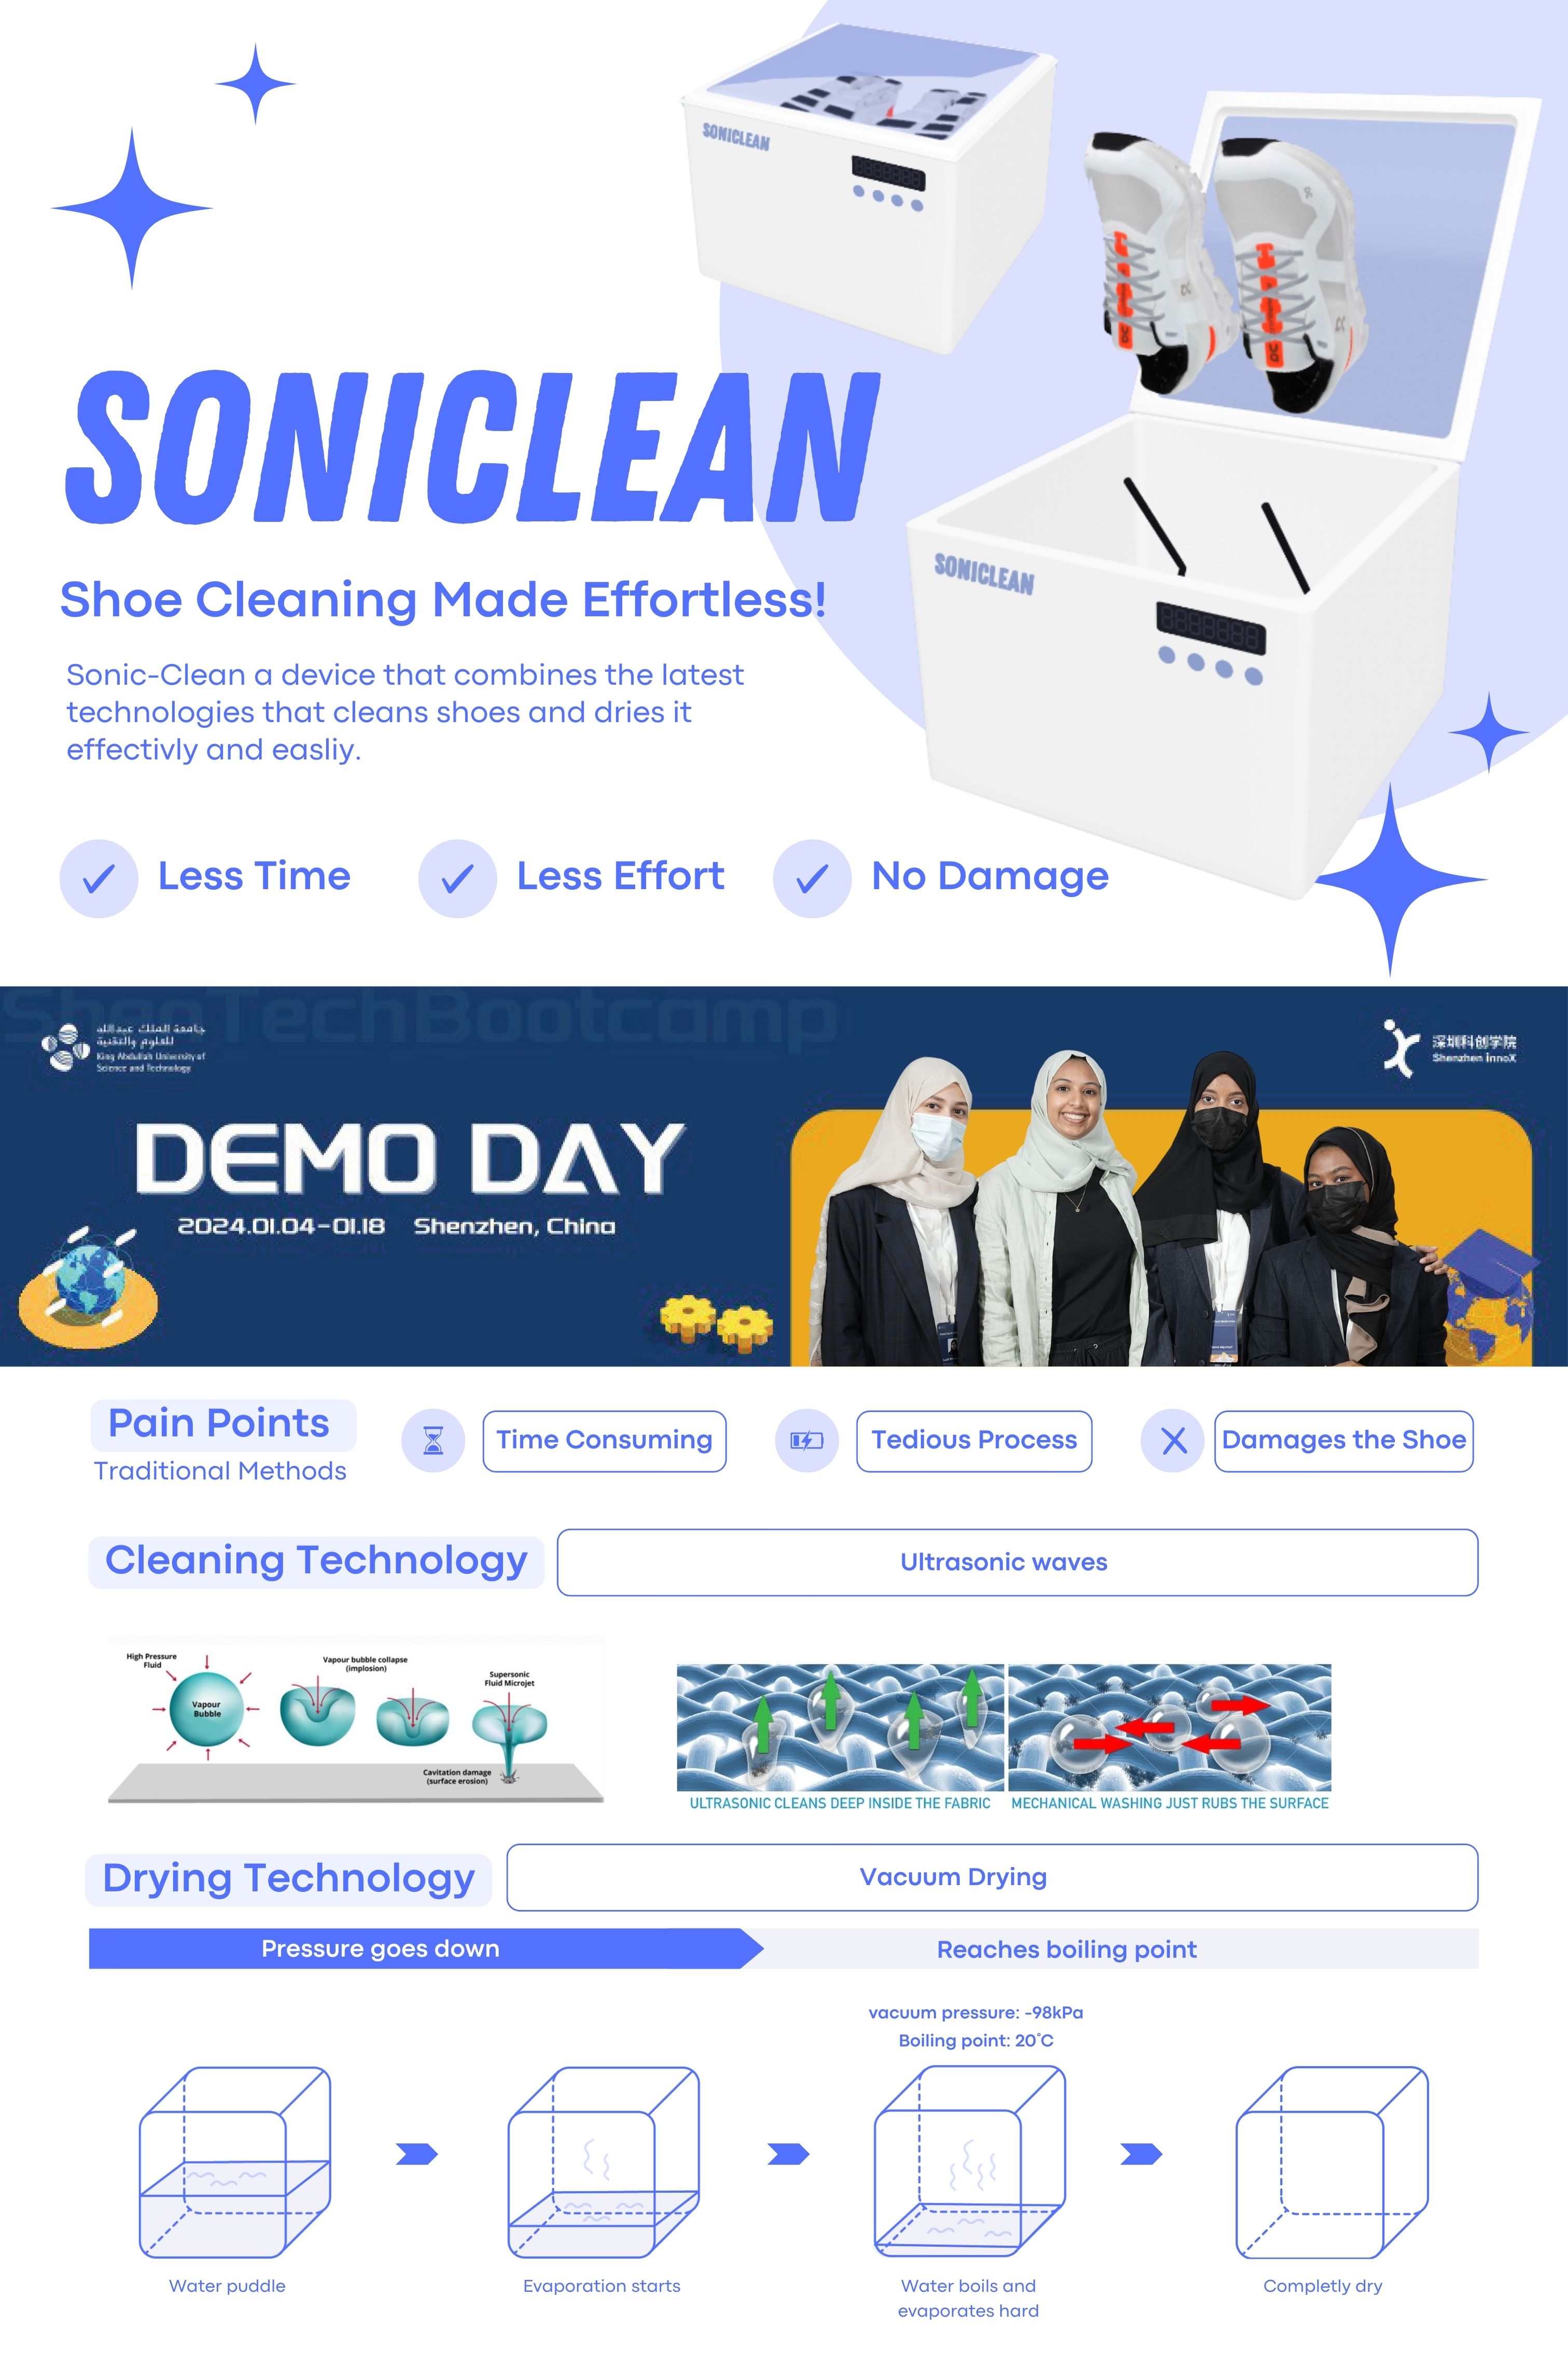 SONICLEAN
SONICLEAN
SONICLEAN
Shoe Cleaning Made Effortless!
Sonic-Clean a device that combines the latest
technologies that cleans shoes and dries it
effectivly and easliy.
Less Time
Less Effort
No Damage
ShenTechBootcamp
جامعة الملك عبدالله
للعلوم والتقنية
King Abdullah University of
Science and Technology
深圳科创学院
Shenzhen InnoX
DEMO DAY
2024.01.04-01.18 Shenzhen, China
Pain Points
Traditional Methods
Time Consuming
Tedious Process
Damages the Shoe
Cleaning Technology
Ultrasonic waves
High Pressure
Fluid
Vapour
Bubble
Vapour bubble collapse
(implosion)
Supersonic
Fluid Microjet
Cavitation damage
(surface erosion)
ULTRASONIC CLEANS DEEP INSIDE THE FABRIC
MECHANICAL WASHING JUST RUBS THE SURFACE
Drying Technology
Vacuum Drying
Pressure goes down
Reaches boiling point
vacuum pressure: -98kPa
Boiling point: 20°C
Water puddle
Evaporation starts
Water boils and
evaporates hard
Completly dry